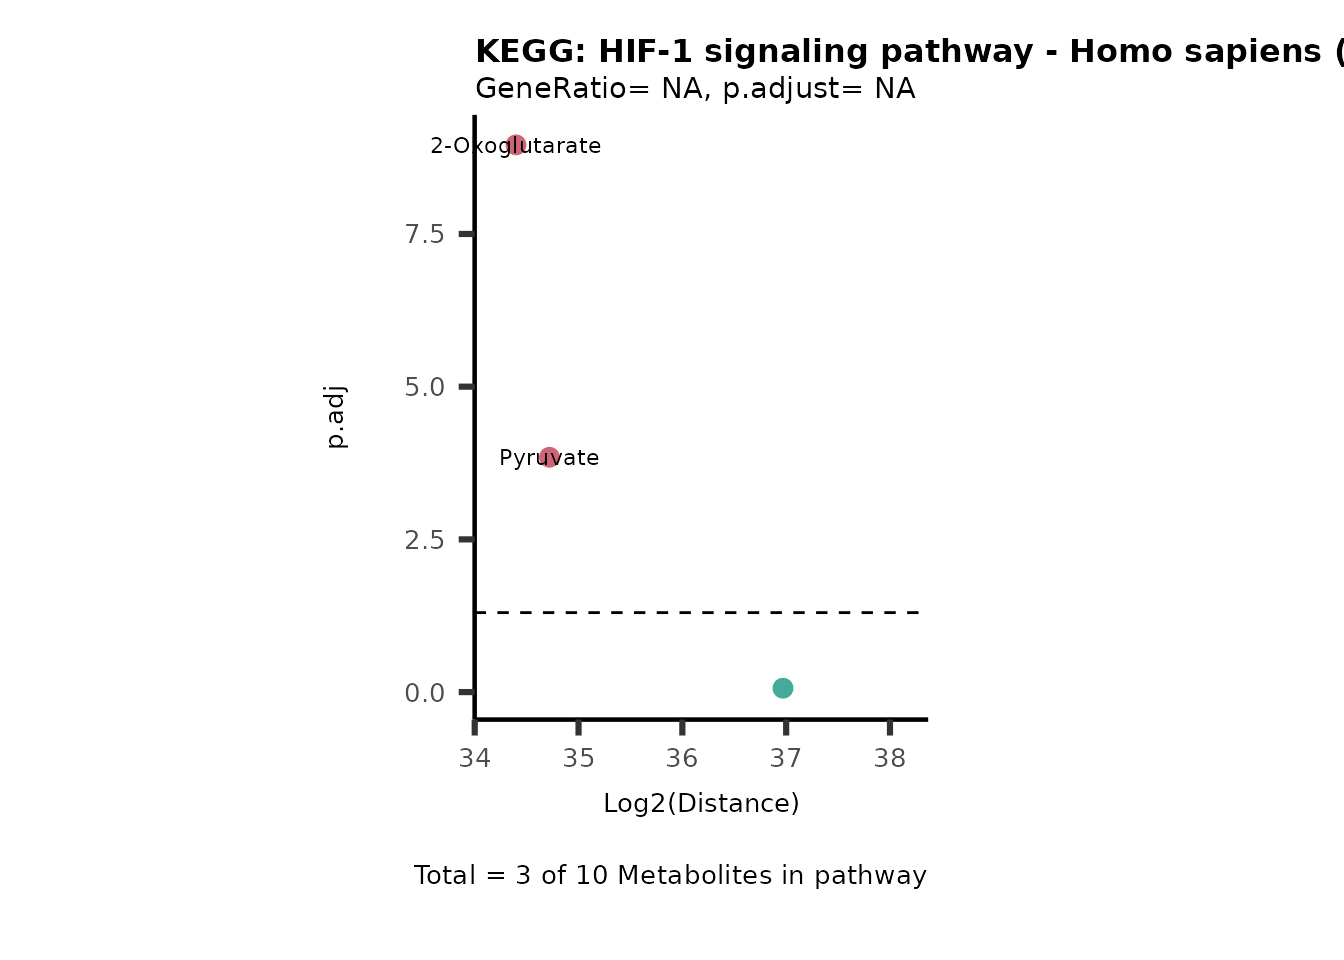 KEGG: HIF-1 signaling pathway - Homo sapiens (
GeneRatio= NA, p.adjust= NA
2-Oxoglutarate
7.5
5.0
p.adj
Pyruvate
2.5
0.0
34 35 36 37 38
Log2(Distance)
Total = 3 of 10 Metabolites in pathway